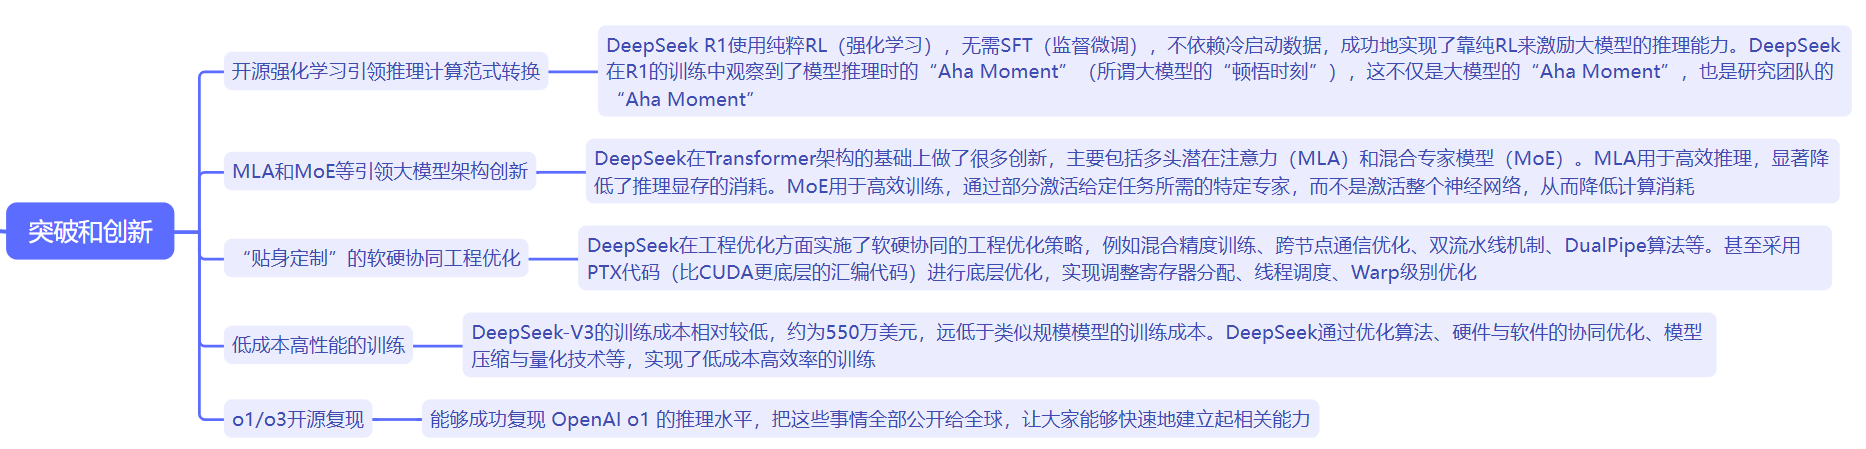 突破和创新
开源强化学习引领推理计算范式转换
DeepSeek R1使用纯粹RL（强化学习），无需SFT（监督微调），不依赖冷启动数据，成功地实现了靠纯RL来激励大模型的推理能力。DeepSeek
在R1的训练中观察到了模型推理时的“Aha Moment”（所谓大模型的“顿悟时刻”），这不仅是大模型的“Aha Moment”，也是研究团队的
“Aha Moment”
MLA和MoE等引领大模型架构创新
DeepSeek在Transformer架构的基础上做了很多创新，主要包括多头潜在注意力（MLA）和混合专家模型（MoE）。MLA用于高效推理，显著降
低了推理显存的消耗。MoE用于高效训练，通过部分激活给定任务所需的特定专家，而不是激活整个神经网络，从而降低计算消耗
“贴身定制”的软硬协同工程优化
DeepSeek在工程优化方面实施了软硬协同的工程优化策略，例如混合精度训练、跨节点通信优化、双流水线机制、DualPipe算法等。甚至采用
PTX代码（比CUDA更底层的汇编代码）进行底层优化，实现调整寄存器分配、线程调度、Warp级别优化
低成本高性能的训练
DeepSeek-V3的训练成本相对较低，约为550万美元，远低于类似规模模型的训练成本。DeepSeek通过优化算法、硬件与软件的协同优化、模型
压缩与量化技术等，实现了低成本高效率的训练
o1/o3开源复现
能够成功复现 OpenAI o1 的推理水平，把这些事情全部公开给全球，让大家能够快速地建立起相关能力